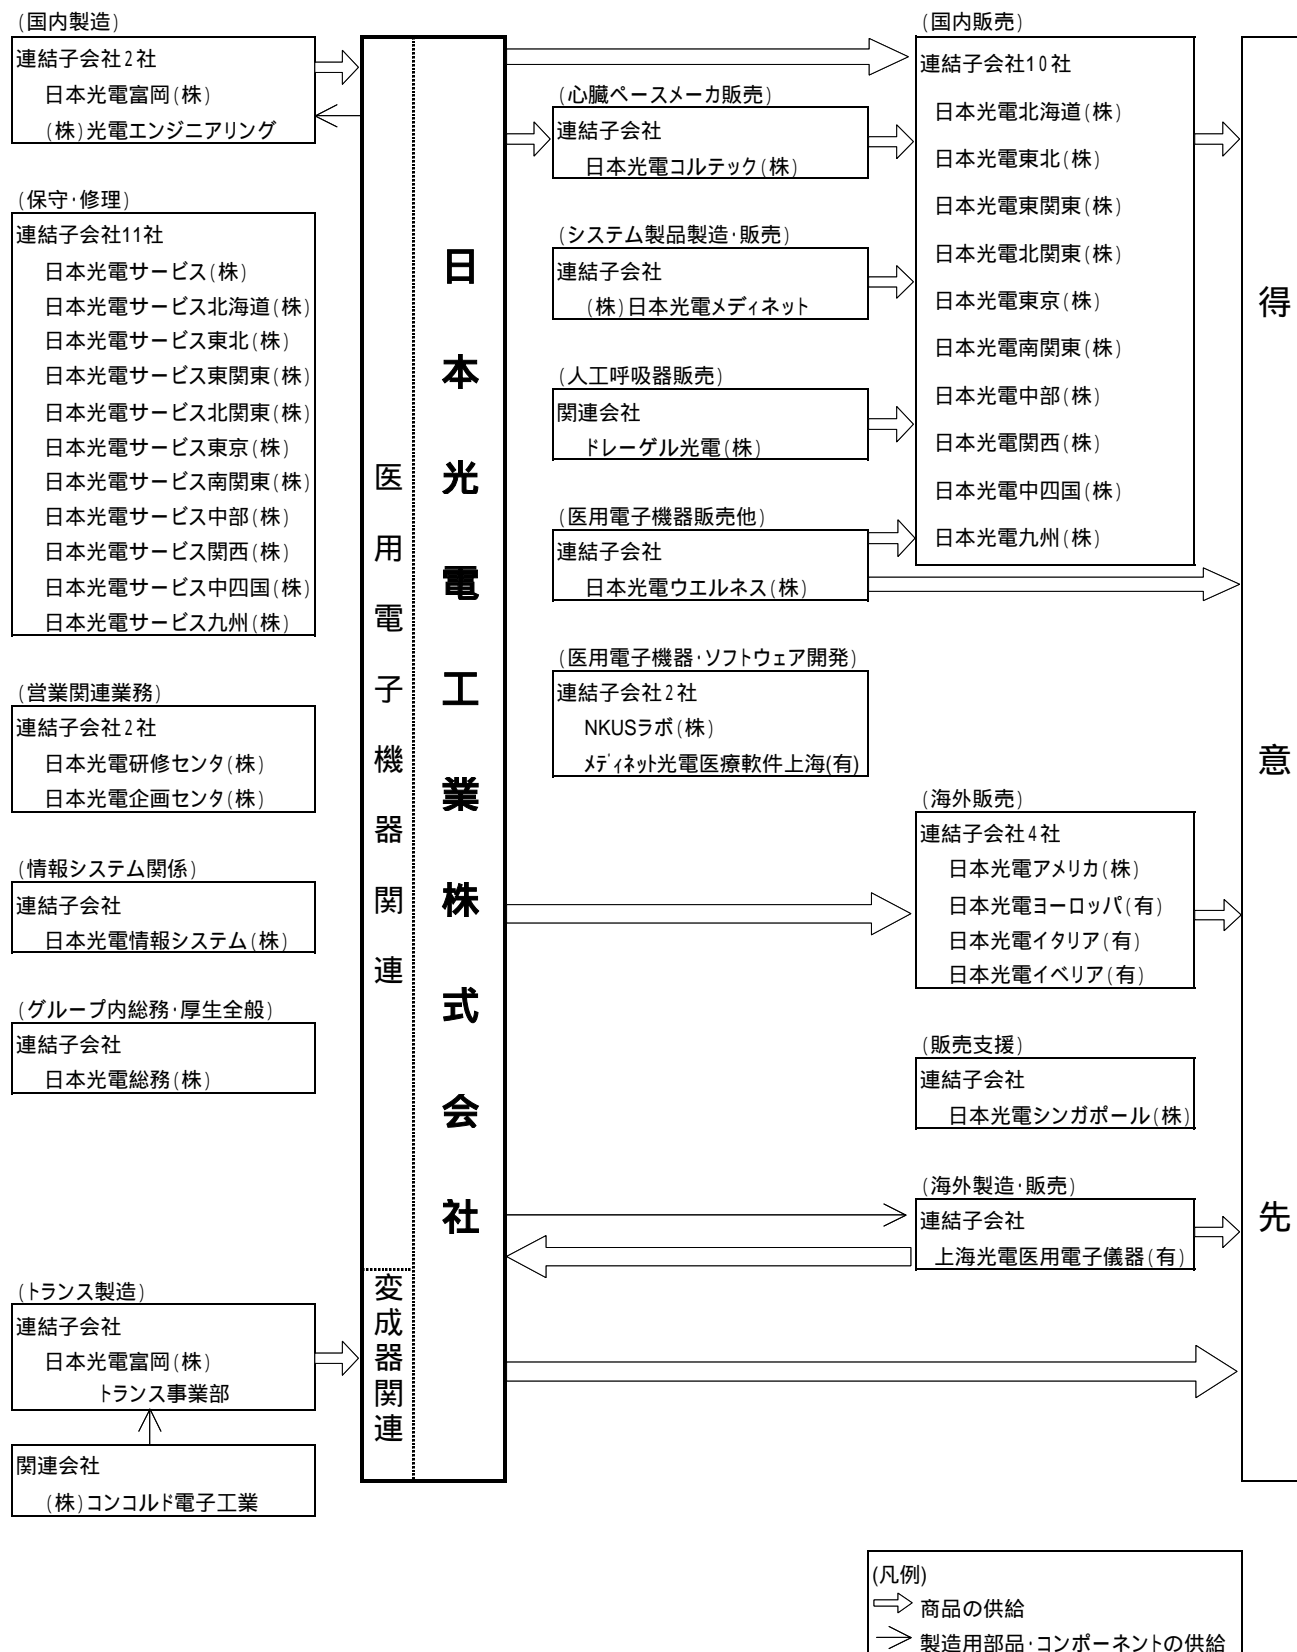 (国内製造)
連結子会社2社
日本光電富岡(株)
(株)光電エンジニアリング
(保守･修理)
連結子会社11社
日本光電サービス(株)
日本光電サービス北海道(株)
日本光電サービス東北(株)
日本光電サービス東関東(株)
日本光電サービス北関東(株)
日本光電サービス東京(株)
日本光電サービス南関東(株)
日本光電サービス中部(株)
日本光電サービス関西(株)
日本光電サービス中四国(株)
日本光電サービス九州(株)
(営業関連業務)
連結子会社2社
日本光電研修センタ(株)
日本光電企画センタ(株)
(情報システム関係)
連結子会社
日本光電情報システム(株)
(グループ内総務･厚生全般)
連結子会社
日本光電総務(株)
(トランス製造)
連結子会社
日本光電富岡(株)
トランス事業部
関連会社
(株)コンコルド電子工業
医用電子機器関連
変成器関連
日本光電工業株式会社
(心臓ペースメーカ販売)
連結子会社
日本光電コルテック(株)
(システム製品製造･販売)
連結子会社
(株)日本光電メディネット
(人工呼吸器販売)
関連会社
ドレーゲル光電(株)
(医用電子機器販売他)
連結子会社
日本光電ウエルネス(株)
(医用電子機器･ソフトウェア開発)
連結子会社2社
NKUSラボ(株)
ﾒﾃﾞｨﾈｯﾄ光電医療軟件上海(有)
(国内販売)
連結子会社10社
日本光電北海道(株)
日本光電東北(株)
日本光電東関東(株)
日本光電北関東(株)
日本光電東京(株)
日本光電南関東(株)
日本光電中部(株)
日本光電関西(株)
日本光電中四国(株)
日本光電九州(株)
(海外販売)
連結子会社4社
日本光電アメリカ(株)
日本光電ヨーロッパ(有)
日本光電イタリア(有)
日本光電イベリア(有)
(販売支援)
連結子会社
日本光電シンガポール(株)
(海外製造･販売)
連結子会社
上海光電医用電子儀器(有)
得意先
(凡例)
商品の供給
製造用部品･コンポーネントの供給